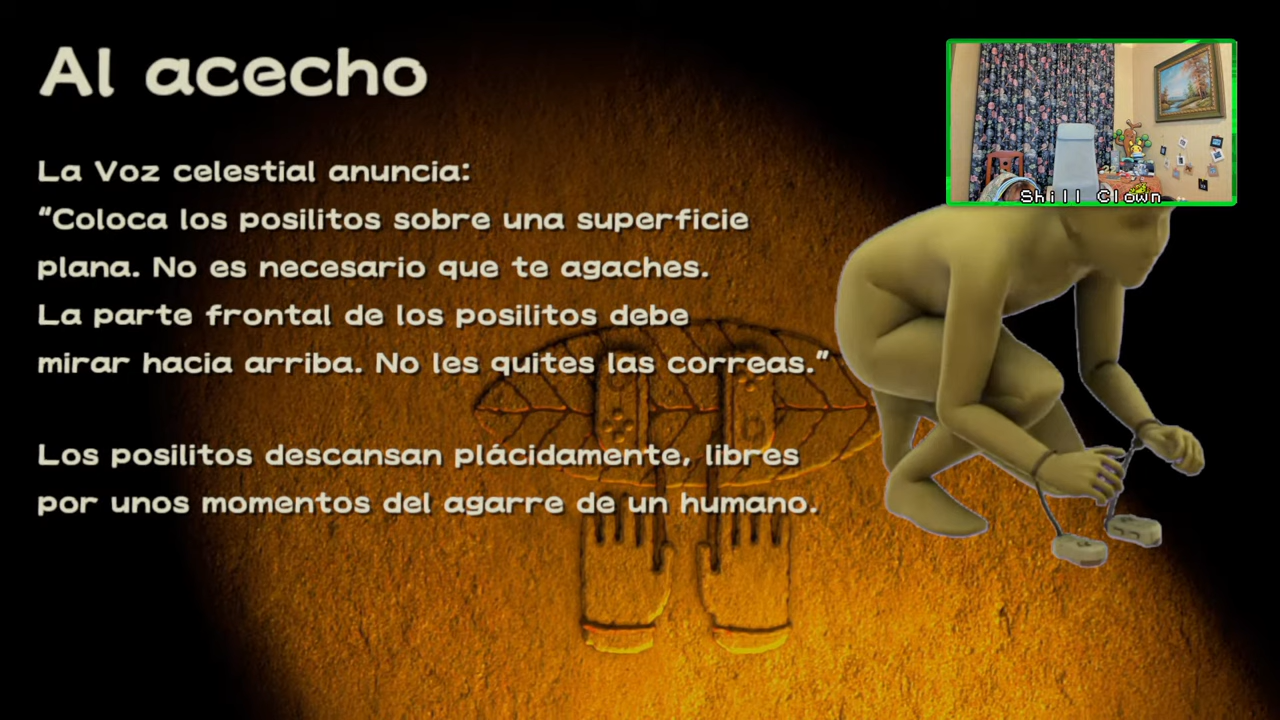 Al acecho
La Voz celestial anuncia:
“Coloca los posilitos sobre una superficie
plana. No es necesario que te agaches.
La parte frontal de los posilitos debe
mirar hacia arriba. No les quites las correas.”
Los posilitos descansan plácidamente, libres
por unos momentos del agarre de un humano.
Shill Clown